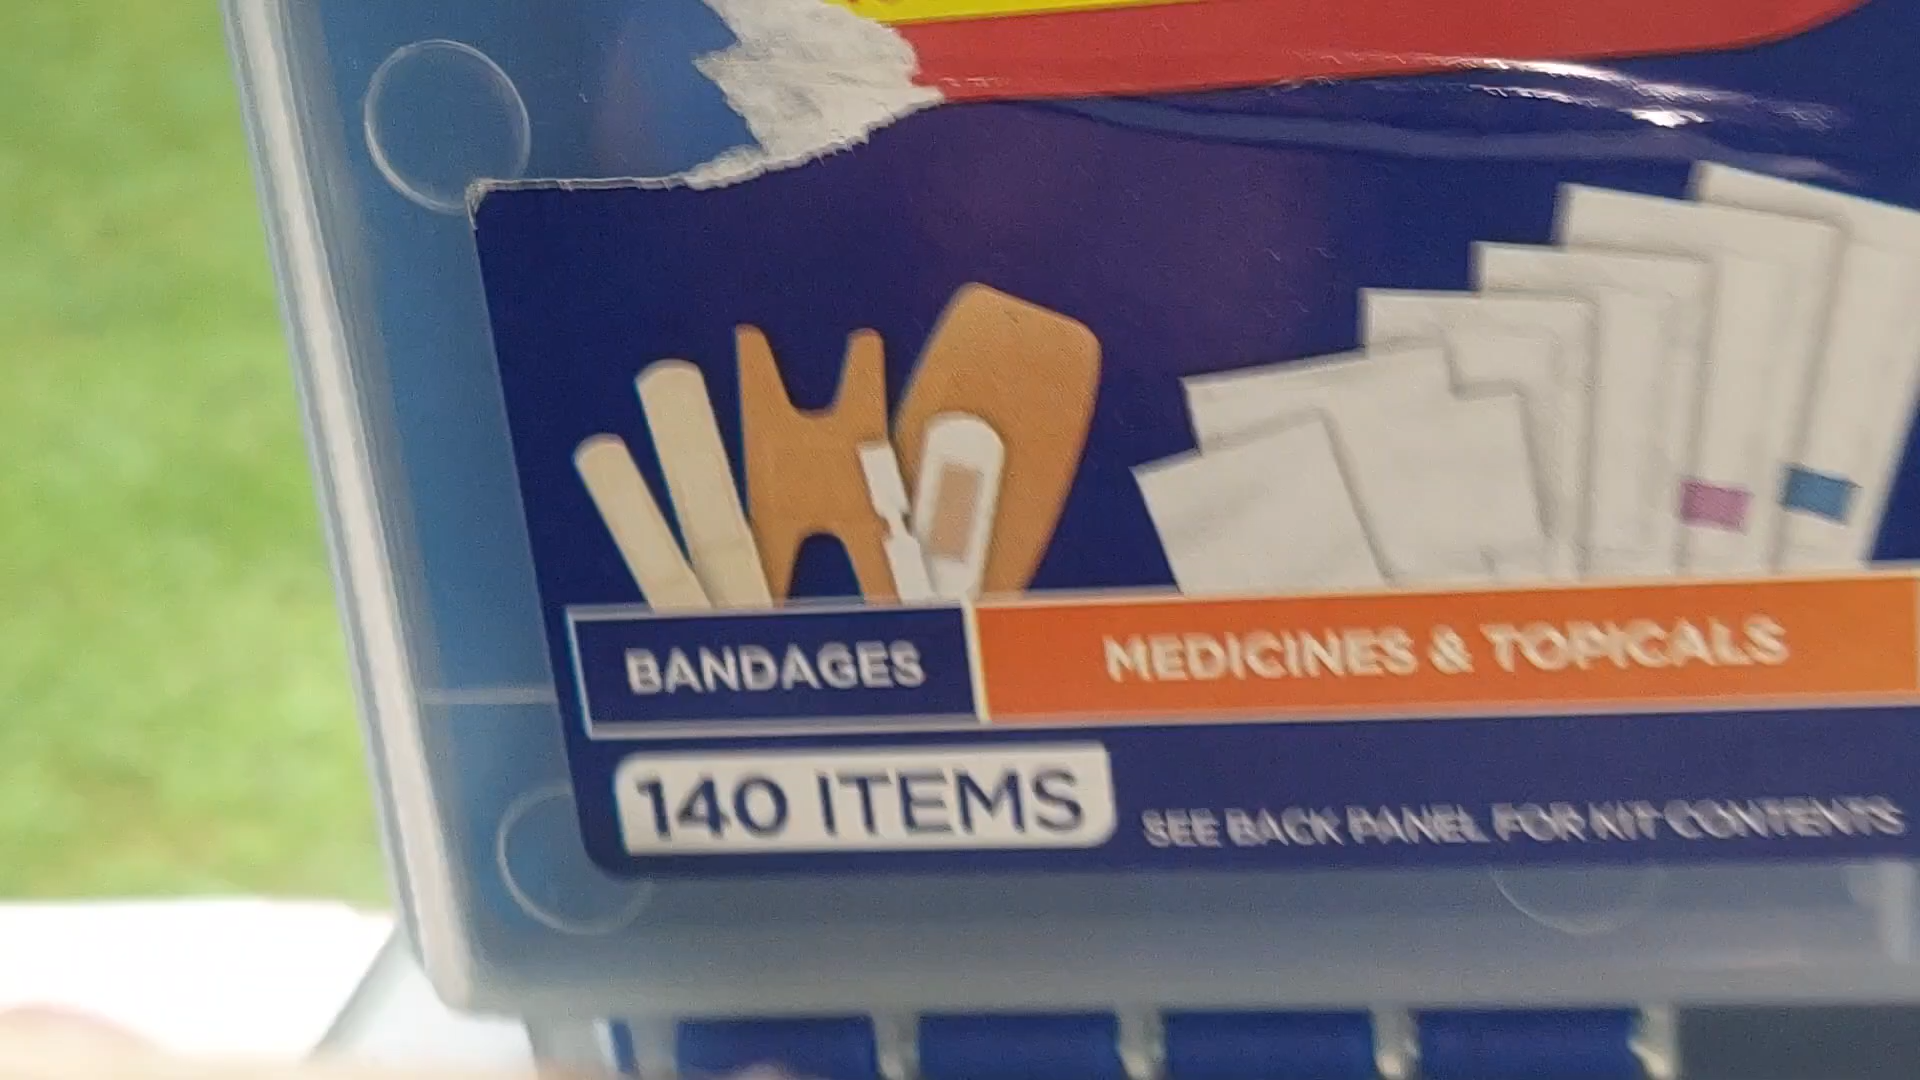 BANDAGES
MEDICINES & TOPICALS
140 ITEMS
SEE BACK PANEL FOR KIT CONTENTS